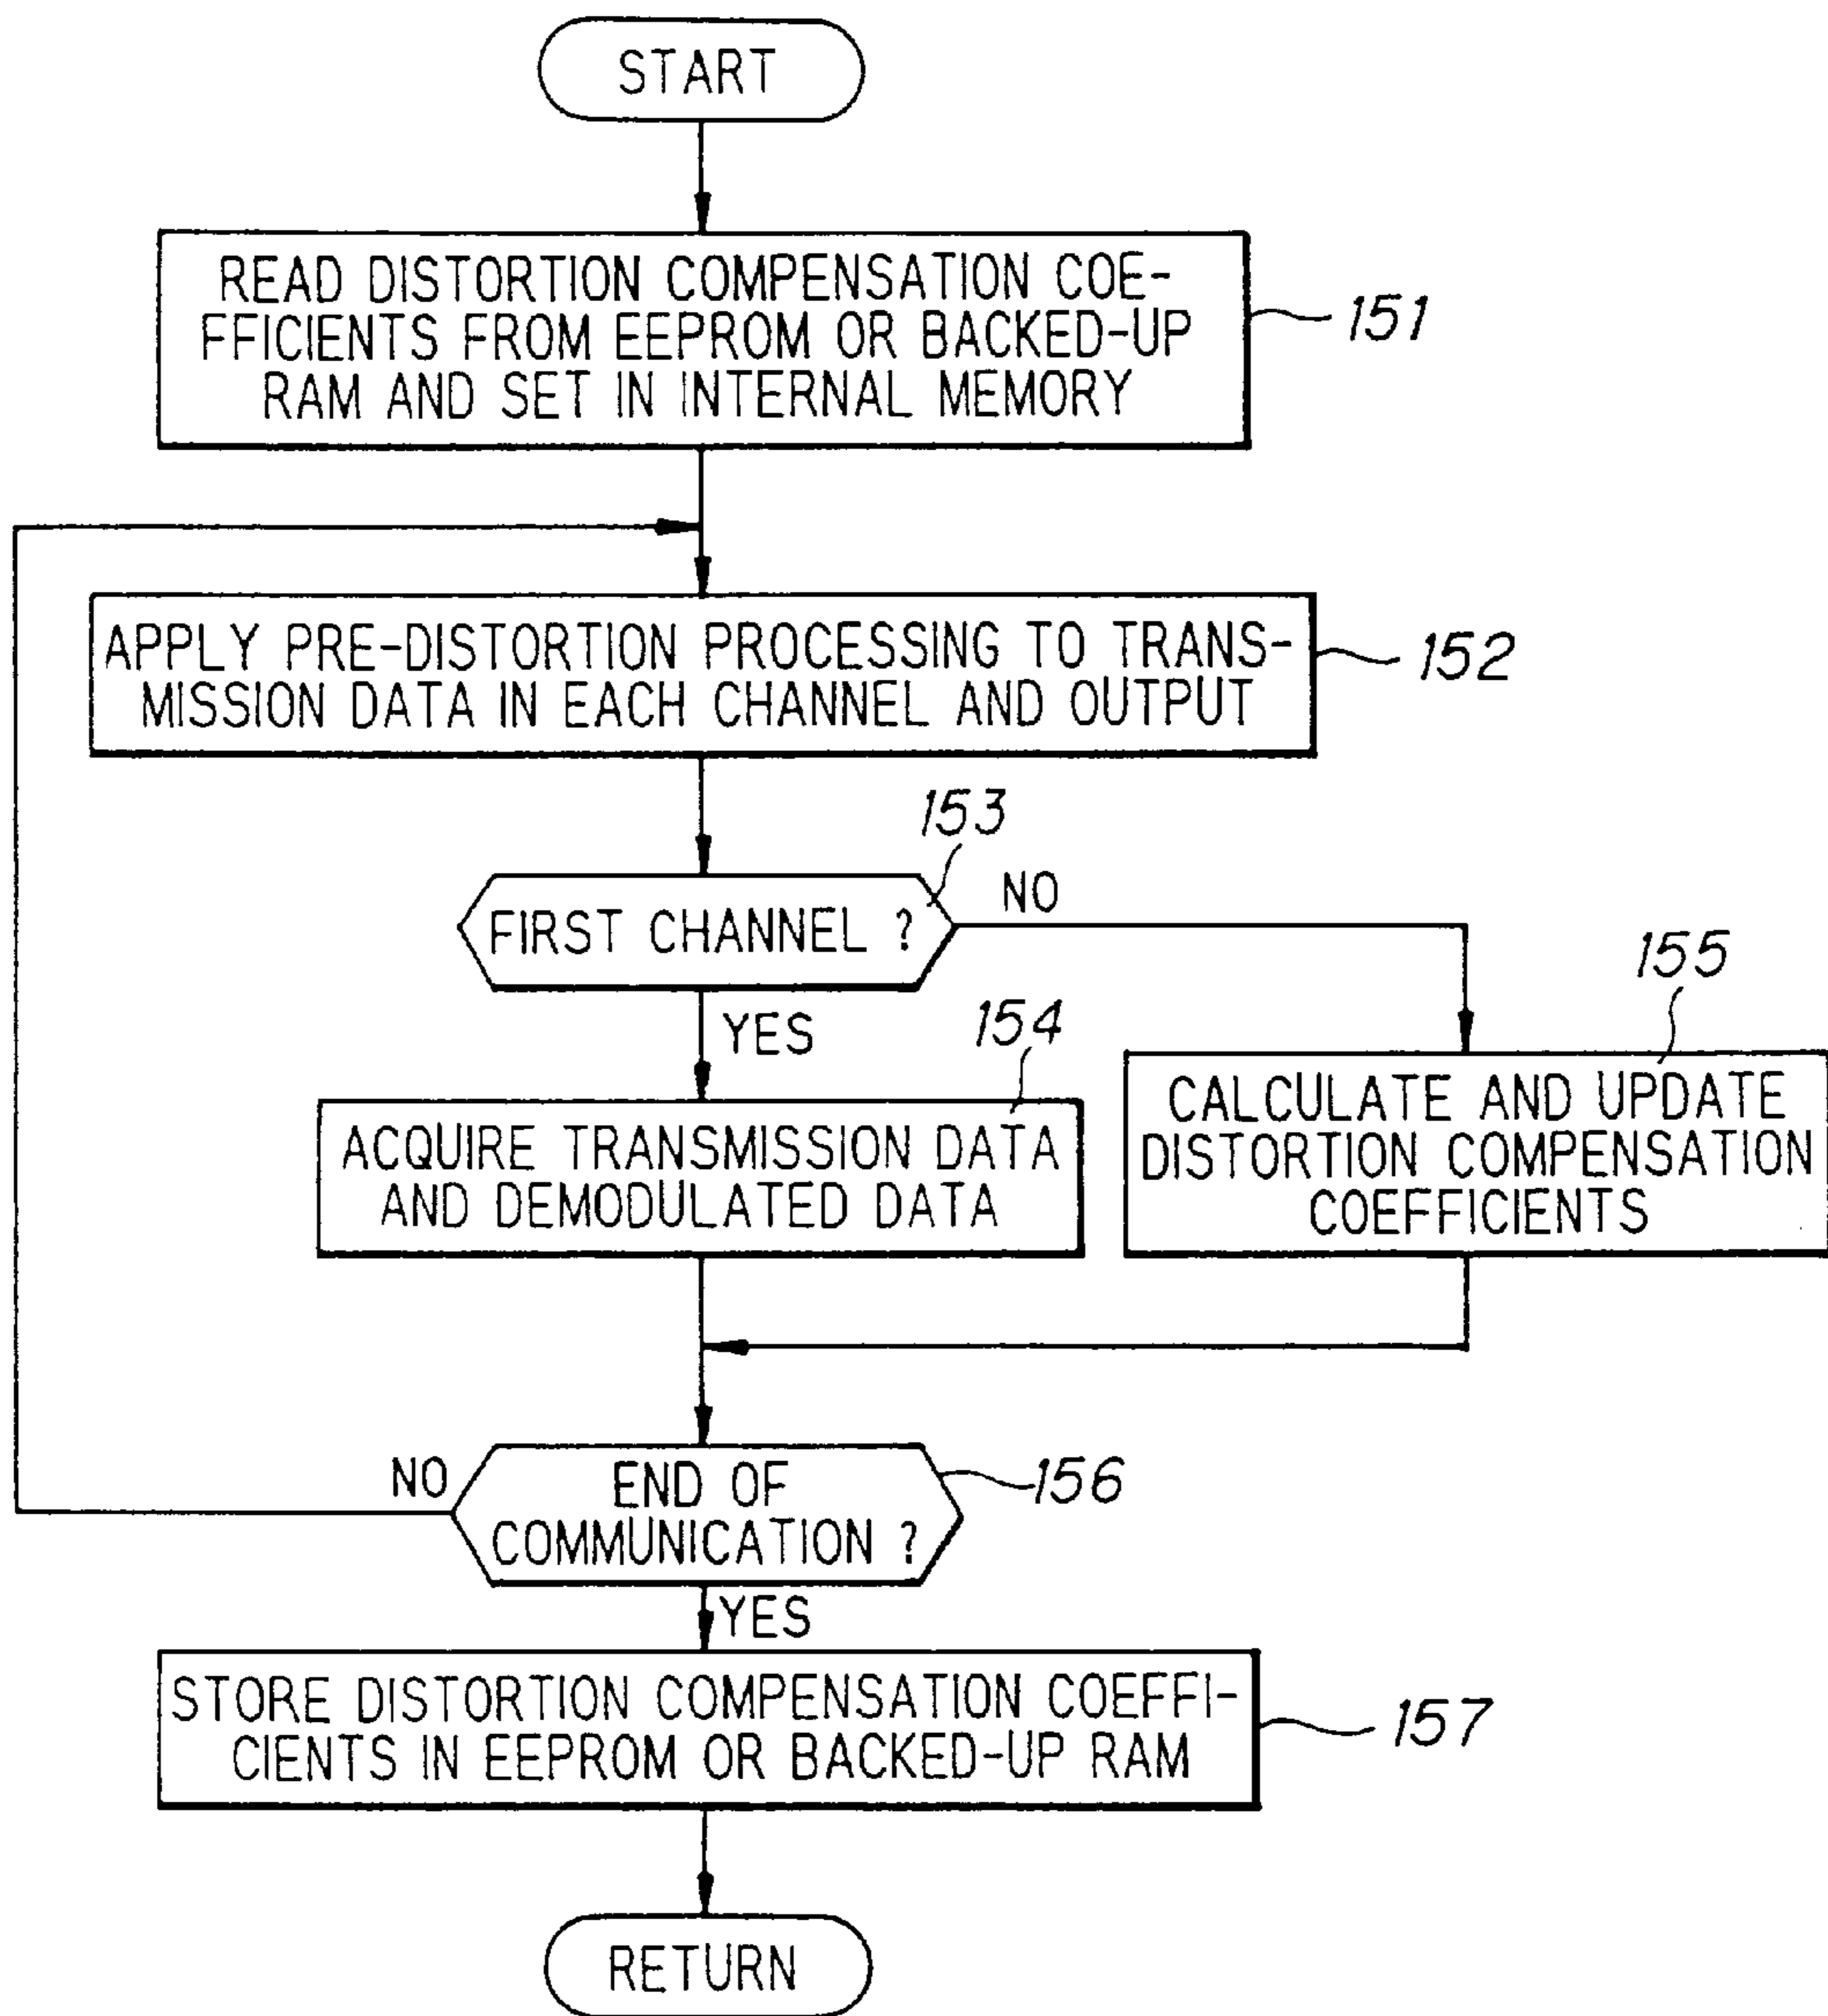 START
READ DISTORTION COMPENSATION COE-
FFICIENTS FROM EEPROM OR BACKED-UP
RAM AND SET IN INTERNAL MEMORY
151
APPLY PRE-DISTORTION PROCESSING TO TRANS-
MISSION DATA IN EACH CHANNEL AND OUTPUT
152
153
FIRST CHANNEL ?
NO
YES
154
ACQUIRE TRANSMISSION DATA
AND DEMODULATED DATA
155
CALCULATE AND UPDATE
DISTORTION COMPENSATION
COEFFICIENTS
NO
END OF
COMMUNICATION ?
156
YES
STORE DISTORTION COMPENSATION COEFFI-
CIENTS IN EEPROM OR BACKED-UP RAM
157
RETURN